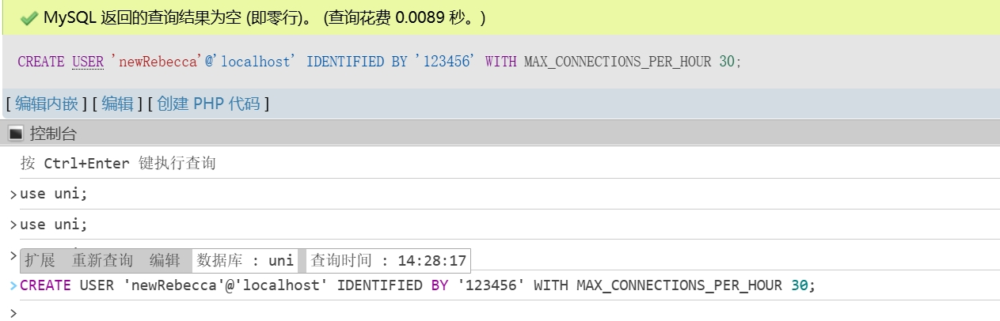 MySQL 返回的查询结果为空 (即零行)。 (查询花费 0.0089 秒。)
CREATE USER 'newRebecca'@'localhost' IDENTIFIED BY '123456' WITH MAX_CONNECTIONS_PER_HOUR 30;
[ 编辑内嵌 ] [ 编辑 ] [ 创建 PHP 代码 ]
控制台
按 Ctrl+Enter 键执行查询
>use uni;
>use uni;
>
扩展 重新查询 编辑 数据库 : uni 查询时间 : 14:28:17
>CREATE USER 'newRebecca'@'localhost' IDENTIFIED BY '123456' WITH MAX_CONNECTIONS_PER_HOUR 30;
>